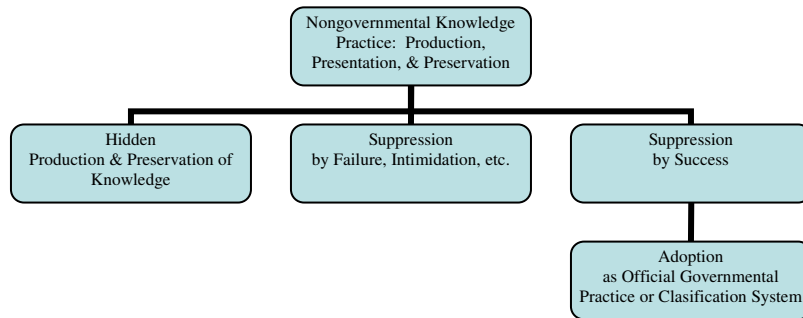 Nongovernmental Knowledge
Practice: Production,
Presentation, & Preservation
Hidden
Production & Preservation of
Knowledge
Suppression
by Failure, Intimidation, etc.
Suppression
by Success
Adoption
as Official Governmental
Practice or Clasification System